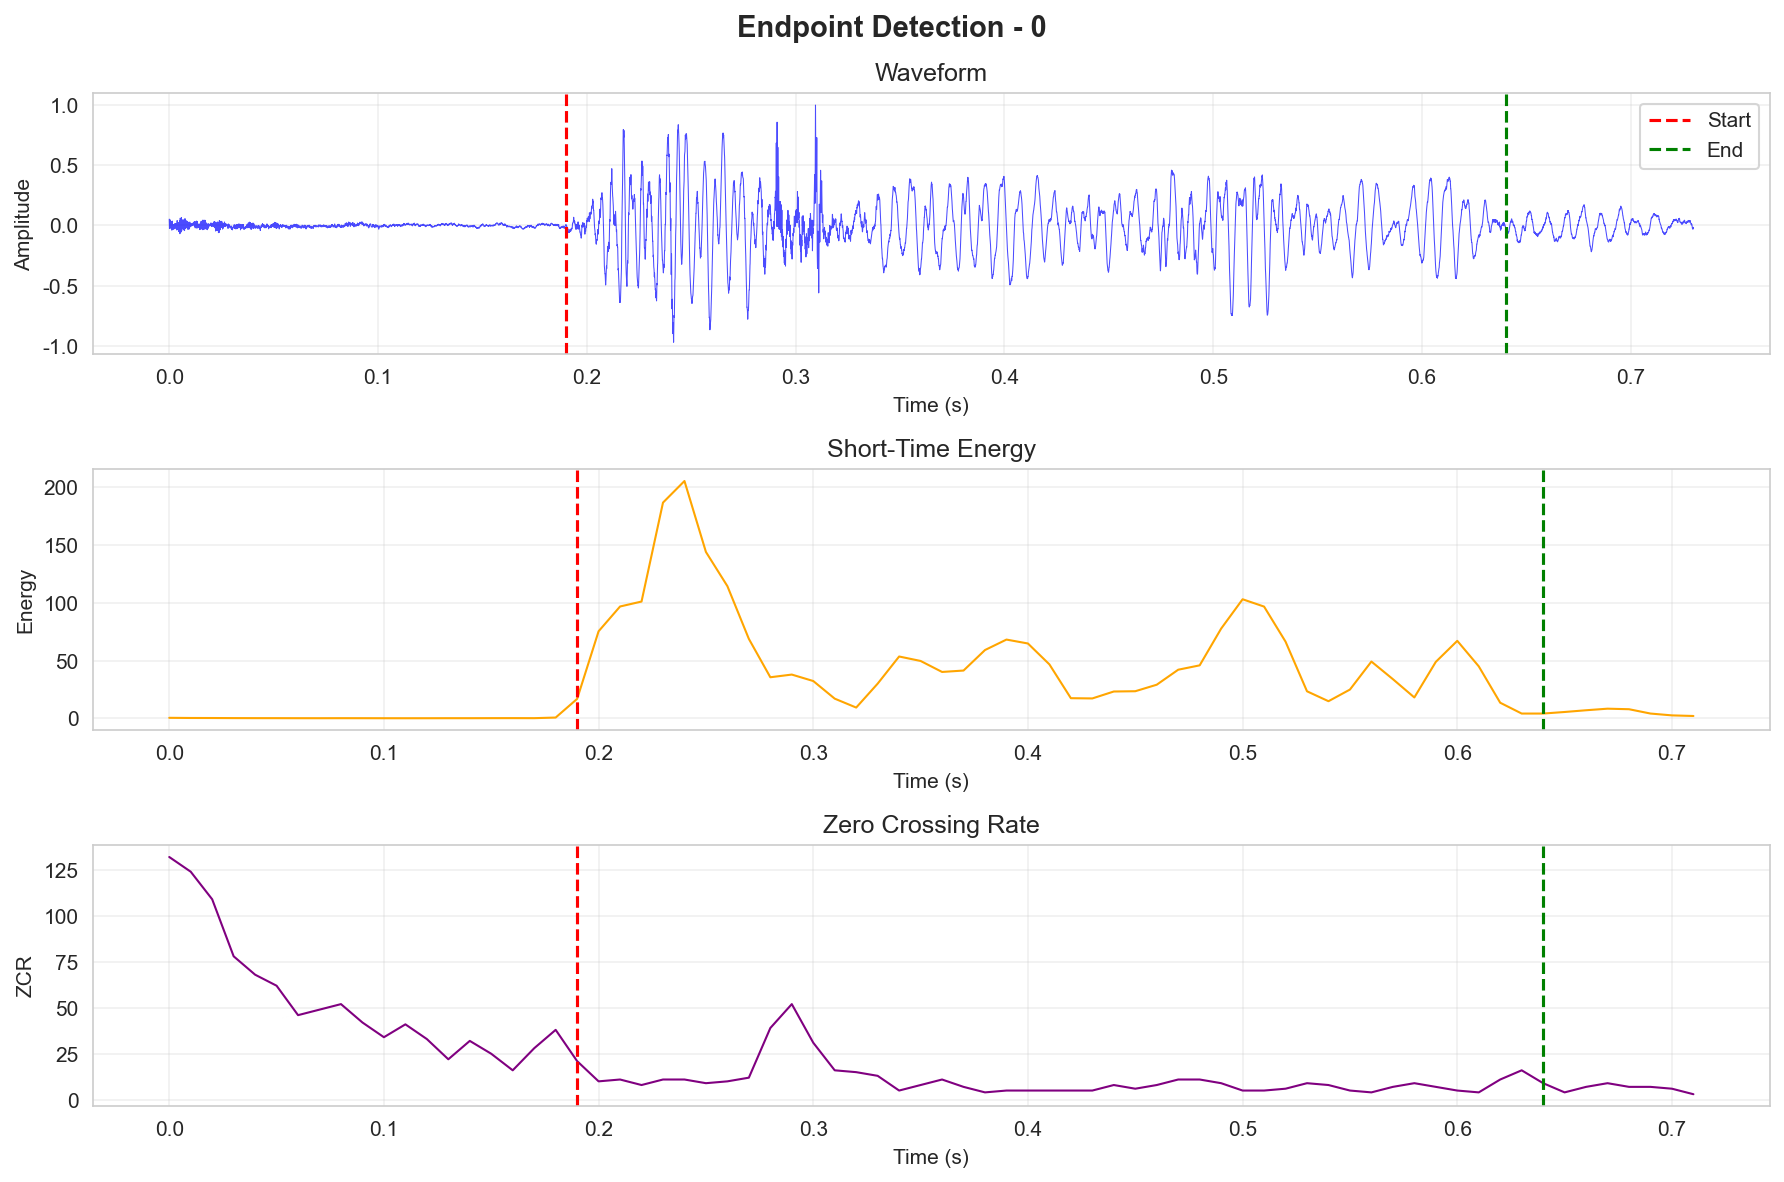 Endpoint Detection - 0
Waveform
Amplitude
1.0
0.5
0.0
-0.5
-1.0
Start
End
0.0 0.1 0.2 0.3 0.4 0.5 0.6 0.7
Time (s)
Short-Time Energy
Energy
200
150
100
50
0
0.0 0.1 0.2 0.3 0.4 0.5 0.6 0.7
Time (s)
Zero Crossing Rate
ZCR
125
100
75
50
25
0
0.0 0.1 0.2 0.3 0.4 0.5 0.6 0.7
Time (s)